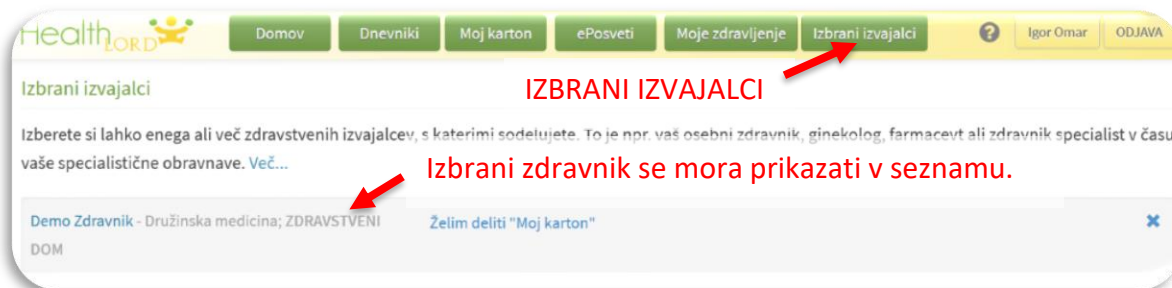 HealthLORD
Domov Dnevniki Moj karton ePosveti Moje zdravljenje Izbrani izvajalci ? Igor Omar ODJAVA
Izbrani izvajalci IZBRANI IZVAJALCI
Izberete si lahko enega ali več zdravstvenih izvajalcev, s katerimi sodelujete. To je npr. vaš osebni zdravnik, ginekolog, farmacevt ali zdravnik specialist v času
vaše specialistične obravnave. Več... Izbrani zdravnik se mora prikazati v seznamu.
Demo Zdravnik - Družinska medicina; ZDRAVSTVENI Želim deliti "Moj karton"
DOM